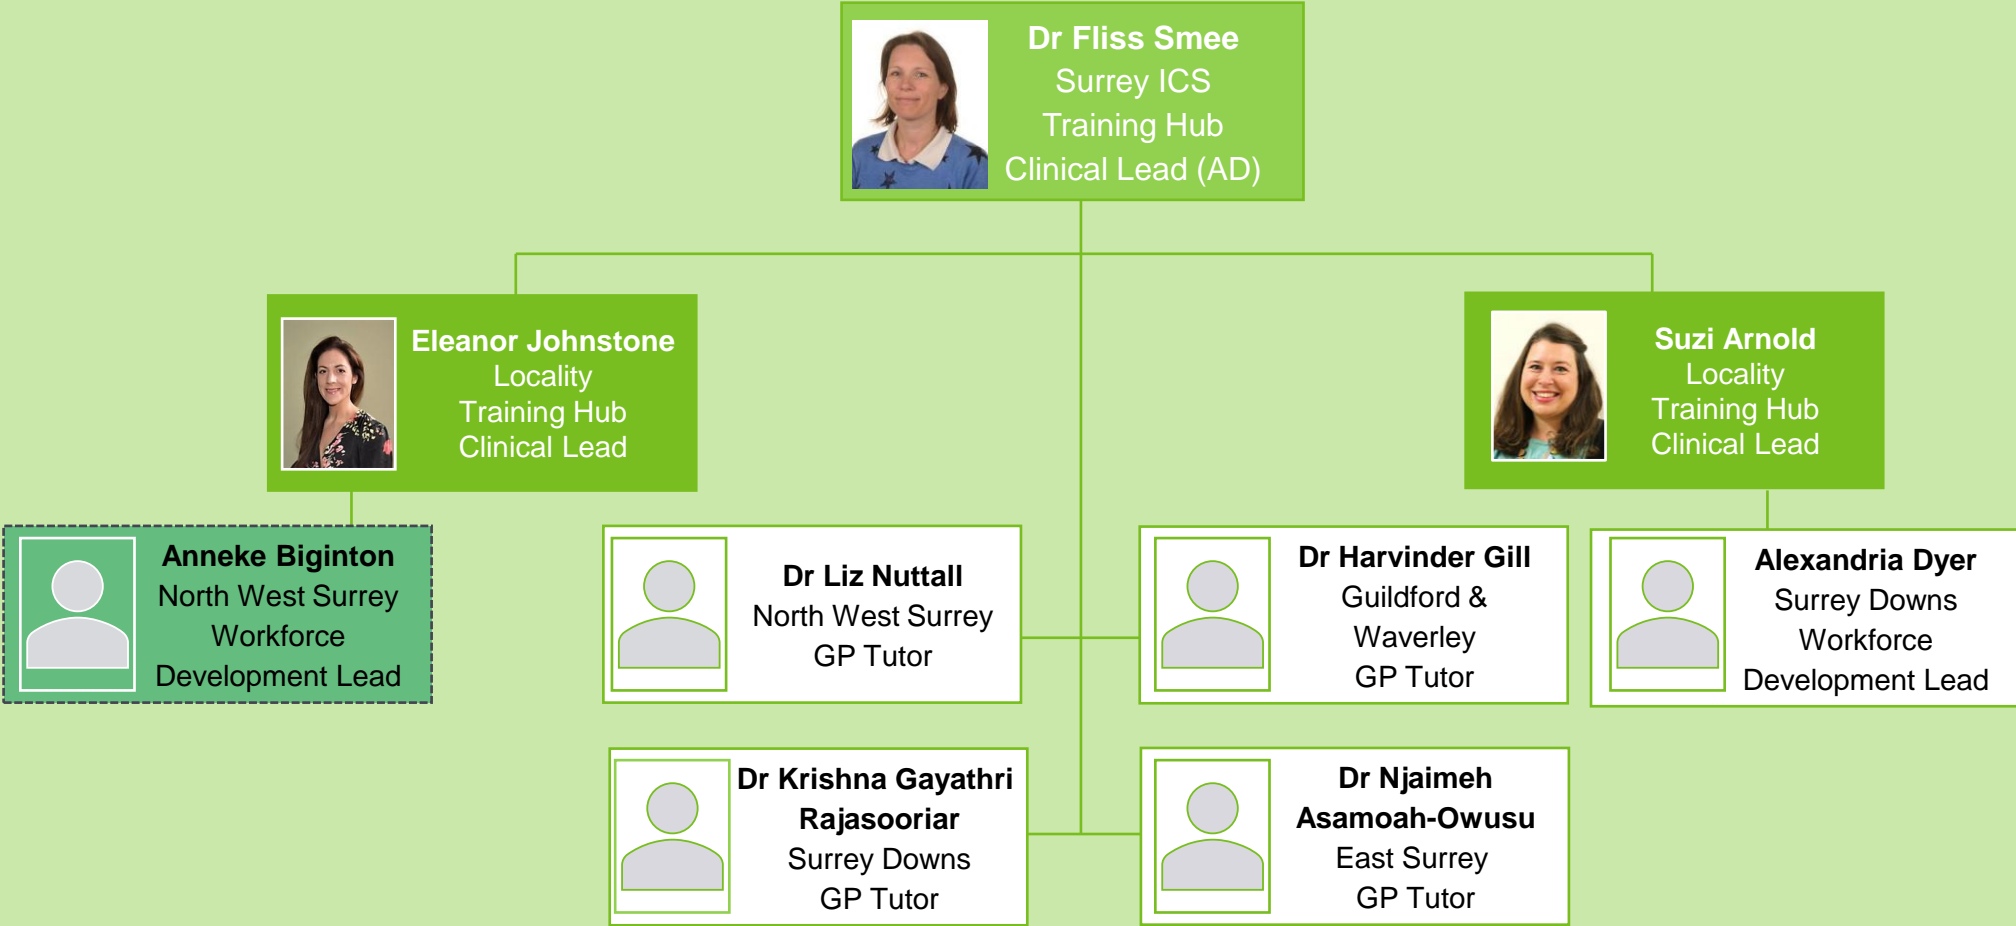 Dr Fliss Smee
Surrey ICS
Training Hub
Clinical Lead (AD)
Eleanor Johnstone
Locality
Training Hub
Clinical Lead
Suzi Arnold
Locality
Training Hub
Clinical Lead
Anneke Biginton
North West Surrey
Workforce
Development Lead
Dr Liz Nuttall
North West Surrey
GP Tutor
Dr Harvinder Gill
Guildford &
Waverley
GP Tutor
Alexandria Dyer
Surrey Downs
Workforce
Development Lead
Dr Krishna Gayathri
Rajasooriar
Surrey Downs
GP Tutor
Dr Njaimeh
Asamoah-Owusu
East Surrey
GP Tutor